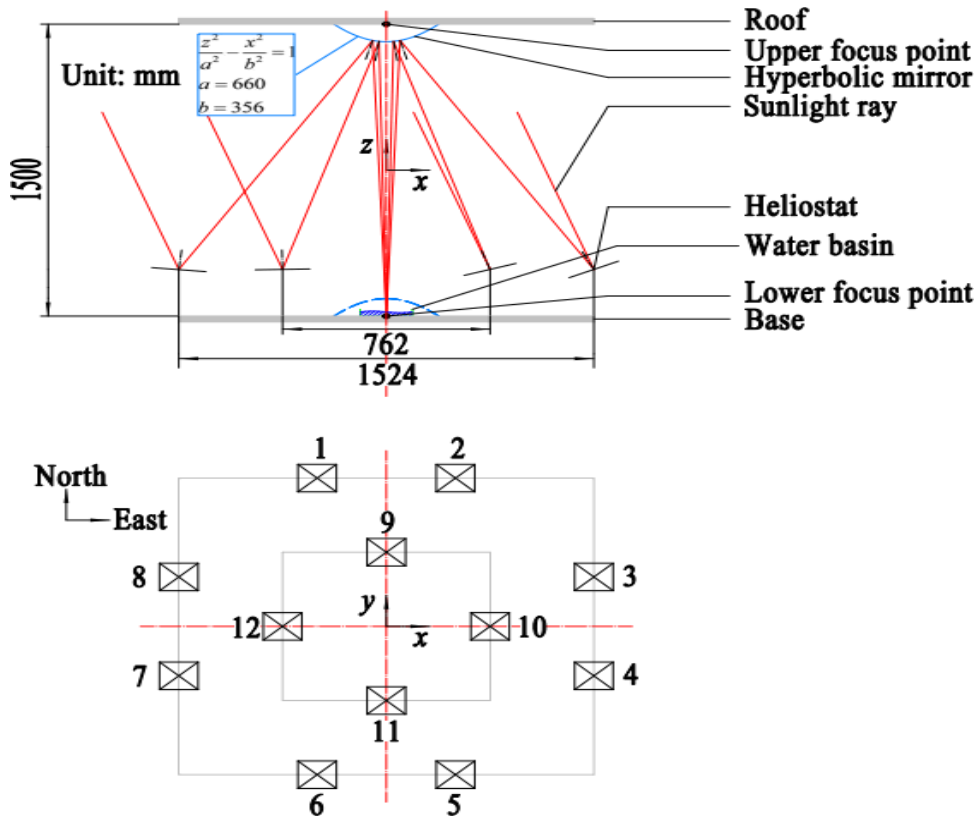 Roof
Upper focus point
Hyperbolic mirror
Sunlight ray
Unit: mm
z²/a² − x²/b² = 1
a = 660
b = 356
z
x
1500
Heliostat
Water basin
Lower focus point
Base
762
1524
North
East
1 2
9
8 3
y
12 x 10
7 4
11
6 5